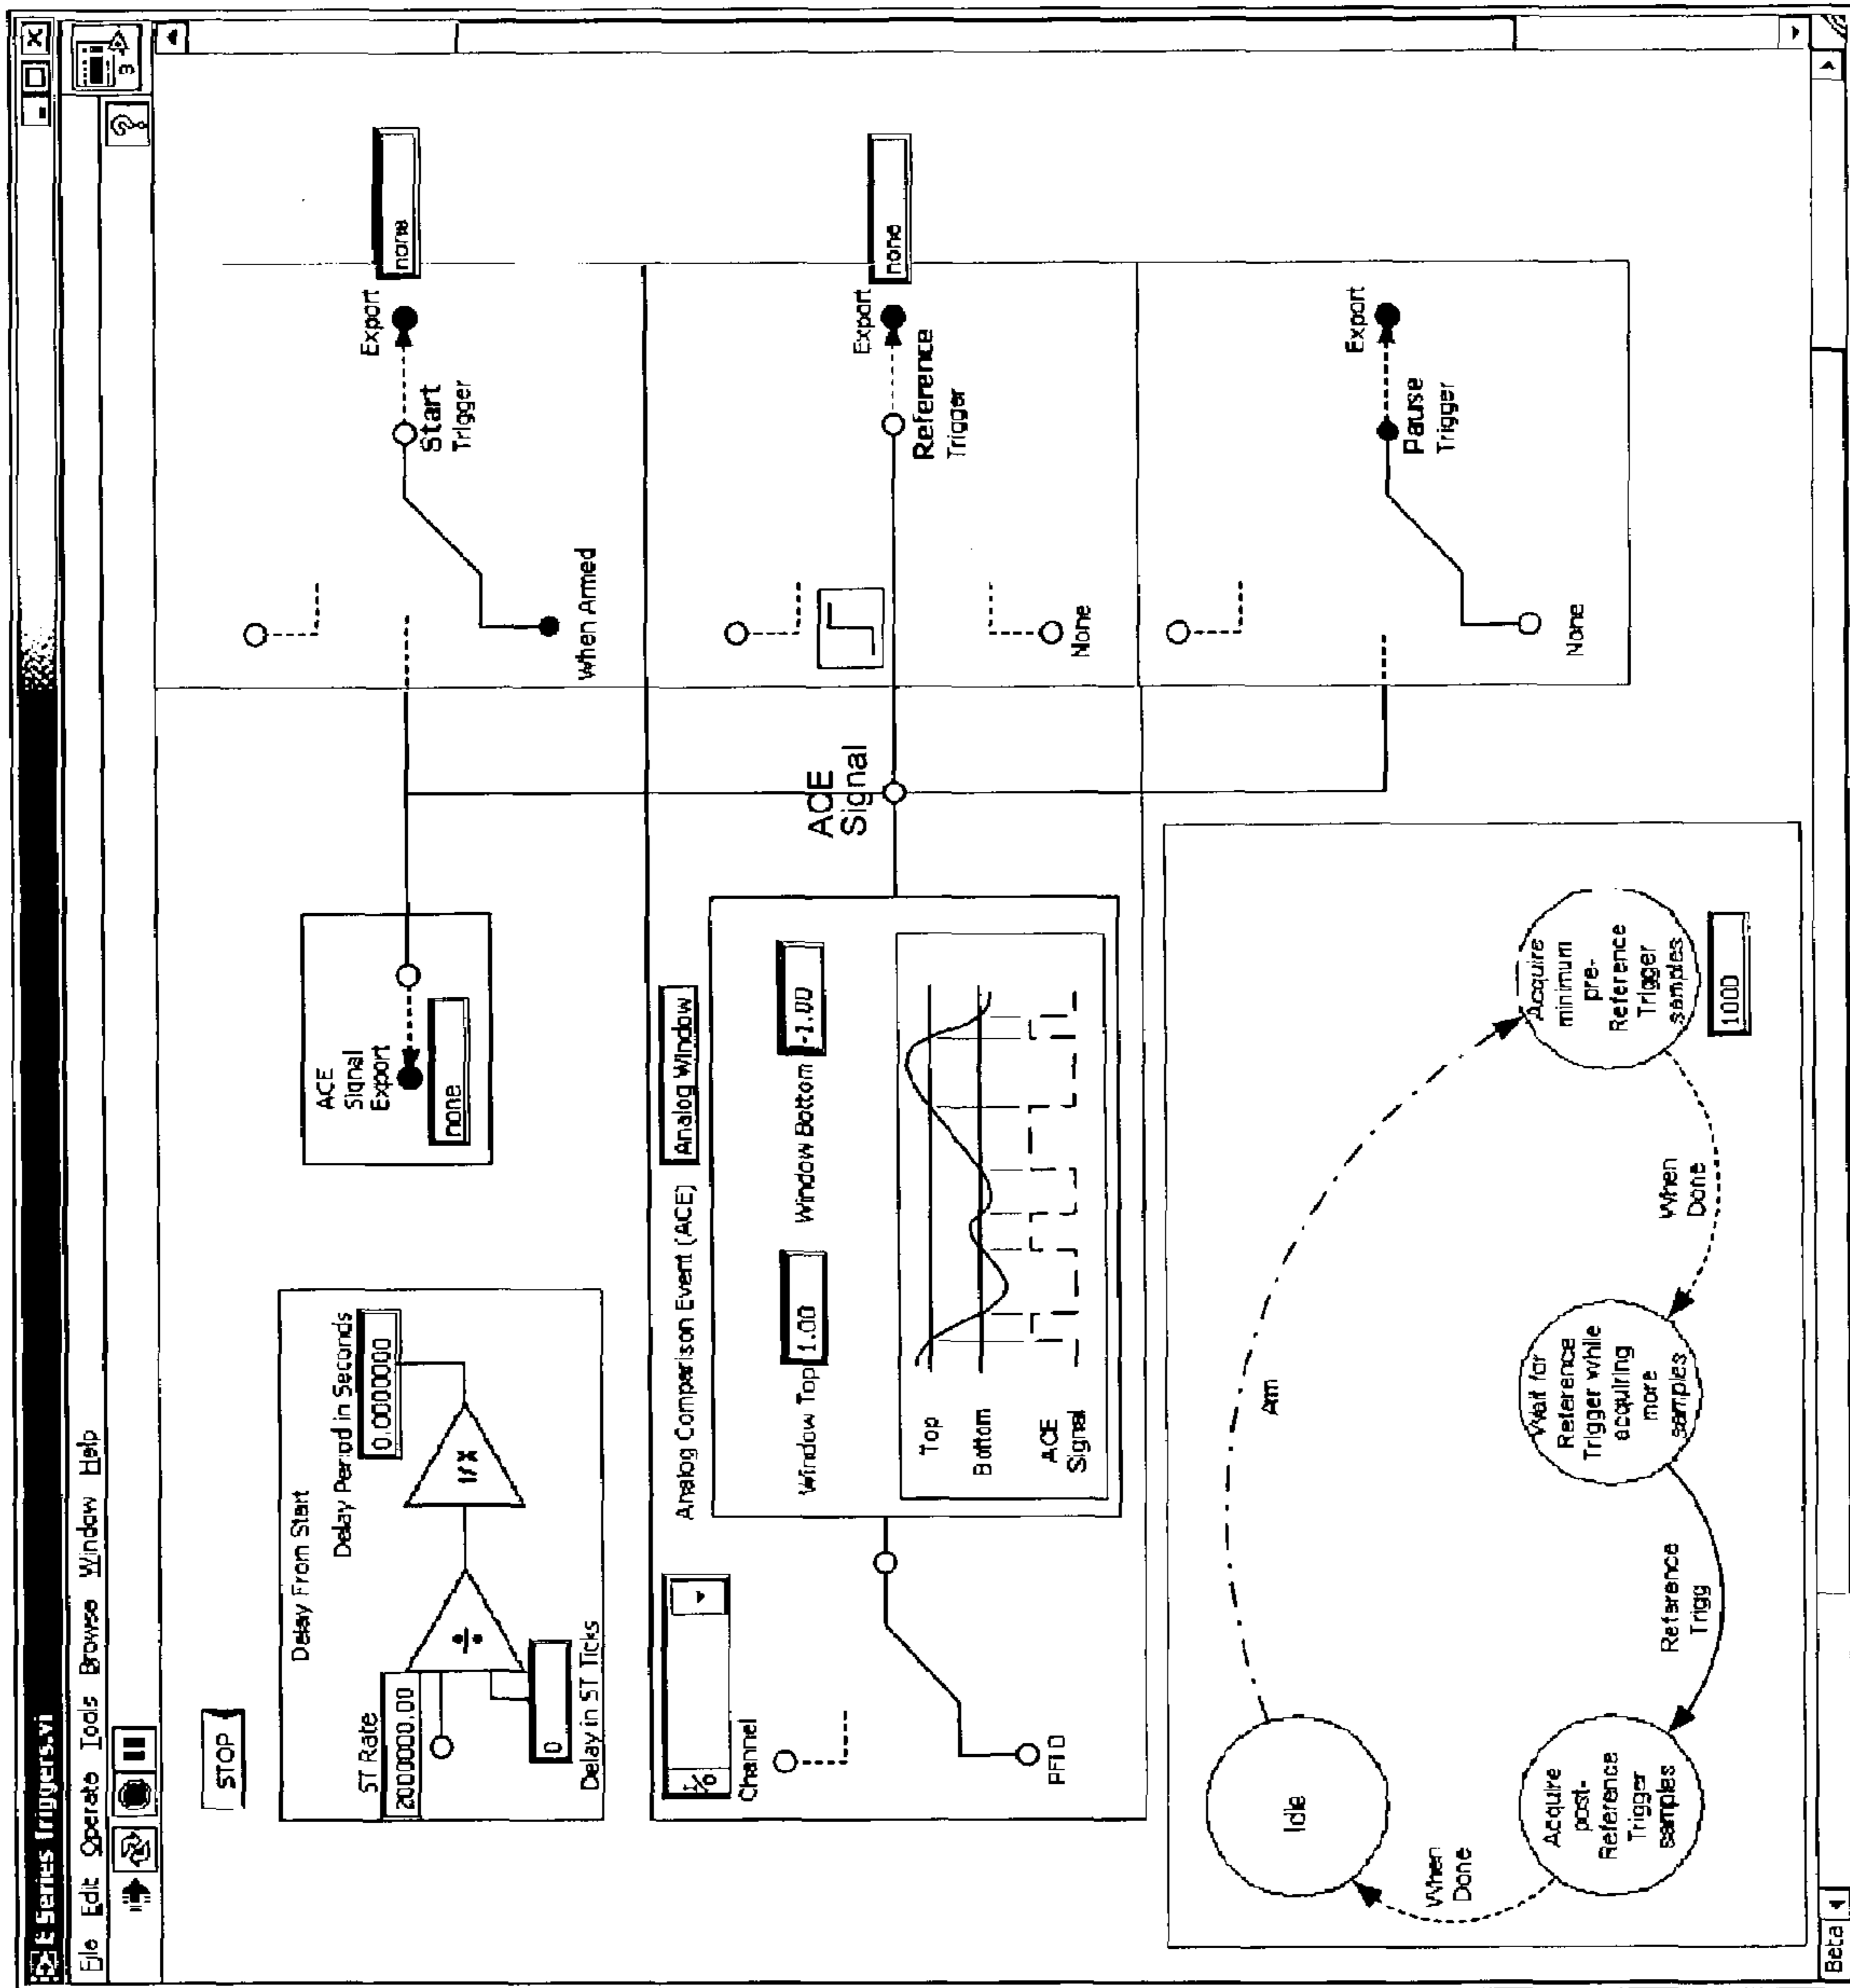 E Series Triggers.vi
File Edit Operate Tools Browse Window Help
?
3
STOP
Delay From Start
Delay Period in Seconds
ST Rate
20000000.00
÷
1/X
0.0000000
0
Delay in ST Ticks
ACE
Signal
Export
none
Export
none
Start
Trigger
When Armed
Analog Comparison Event (ACE)
Analog Window
I/O
Channel
PFI 0
Window Top
1.00
Window Bottom
-1.00
Top
Bottom
ACE
Signal
ACE
Signal
Export
none
Reference
Trigger
None
Export
Pause
Trigger
None
Idle
Arm
Acquire
minimum
pre-
Reference
Trigger
samples
1000
When
Done
Wait for
Reference
Trigger while
acquiring
more
samples
Reference
Trigg
Acquire
post-
Reference
Trigger
samples
When
Done
Beta